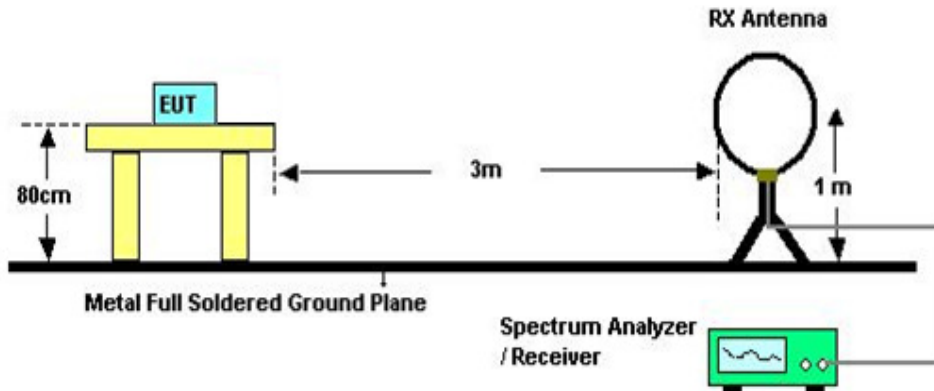 RX Antenna
EUT
80cm
3m
1 m
Metal Full Soldered Ground Plane
Spectrum Analyzer
/ Receiver